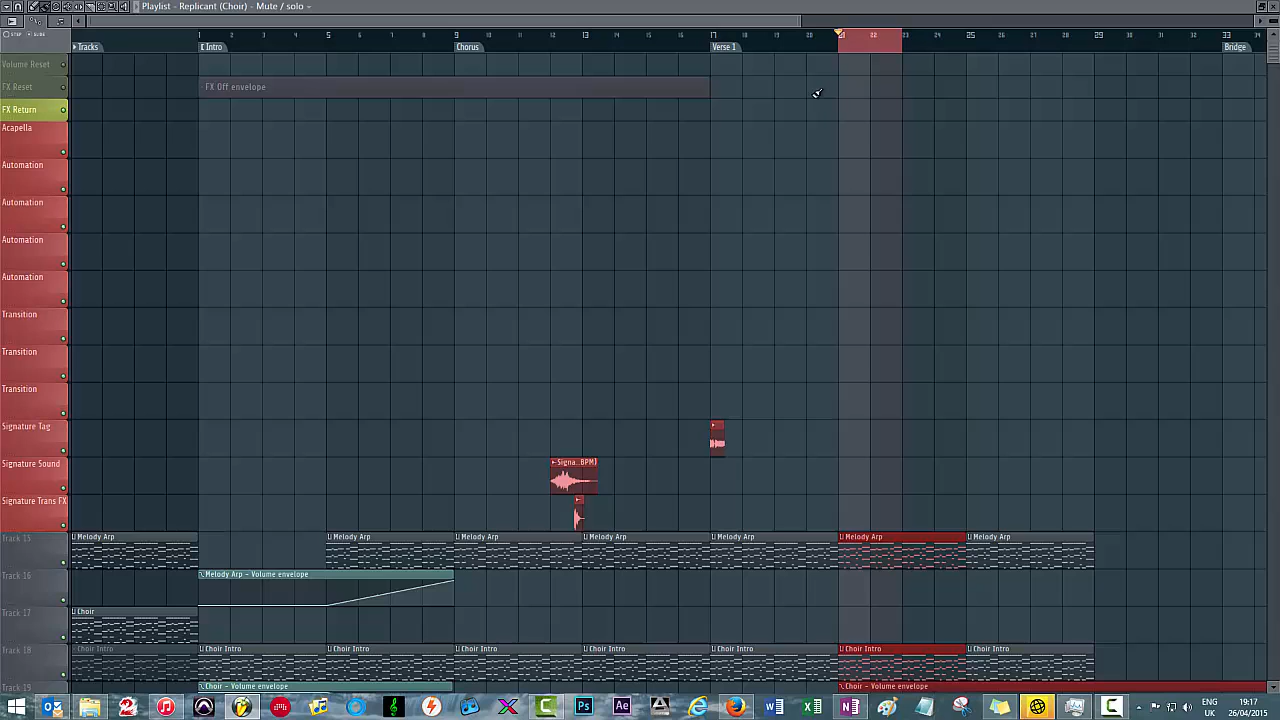 Playlist - Replicant (Choir) - Mute / solo
STEP SLIDE
1 2 3 4 5 6 7 8 9 10 11 12 13 14 15 16 17 18 19 20 21 22 23 24 25 26 27 28 29 30 31 32 33 34
Tracks Intro Chorus Verse 1 Bridge
Volume Reset
FX Reset FX Off envelope
FX Return
Acapella
Automation
Automation
Automation
Automation
Transition
Transition
Transition
Signature Tag
Signature Sound Signa..BPM]
Signature Trans FX
Track 15 Melody Arp Melody Arp Melody Arp Melody Arp Melody Arp Melody Arp Melody Arp
Track 16 Melody Arp - Volume envelope
Track 17 Choir
Track 18 Choir Intro Choir Intro Choir Intro Choir Intro Choir Intro Choir Intro Choir Intro Choir Intro
Track 19 Choir - Volume envelope Choir - Volume envelope
ENG 19:17
UK 26/04/2015